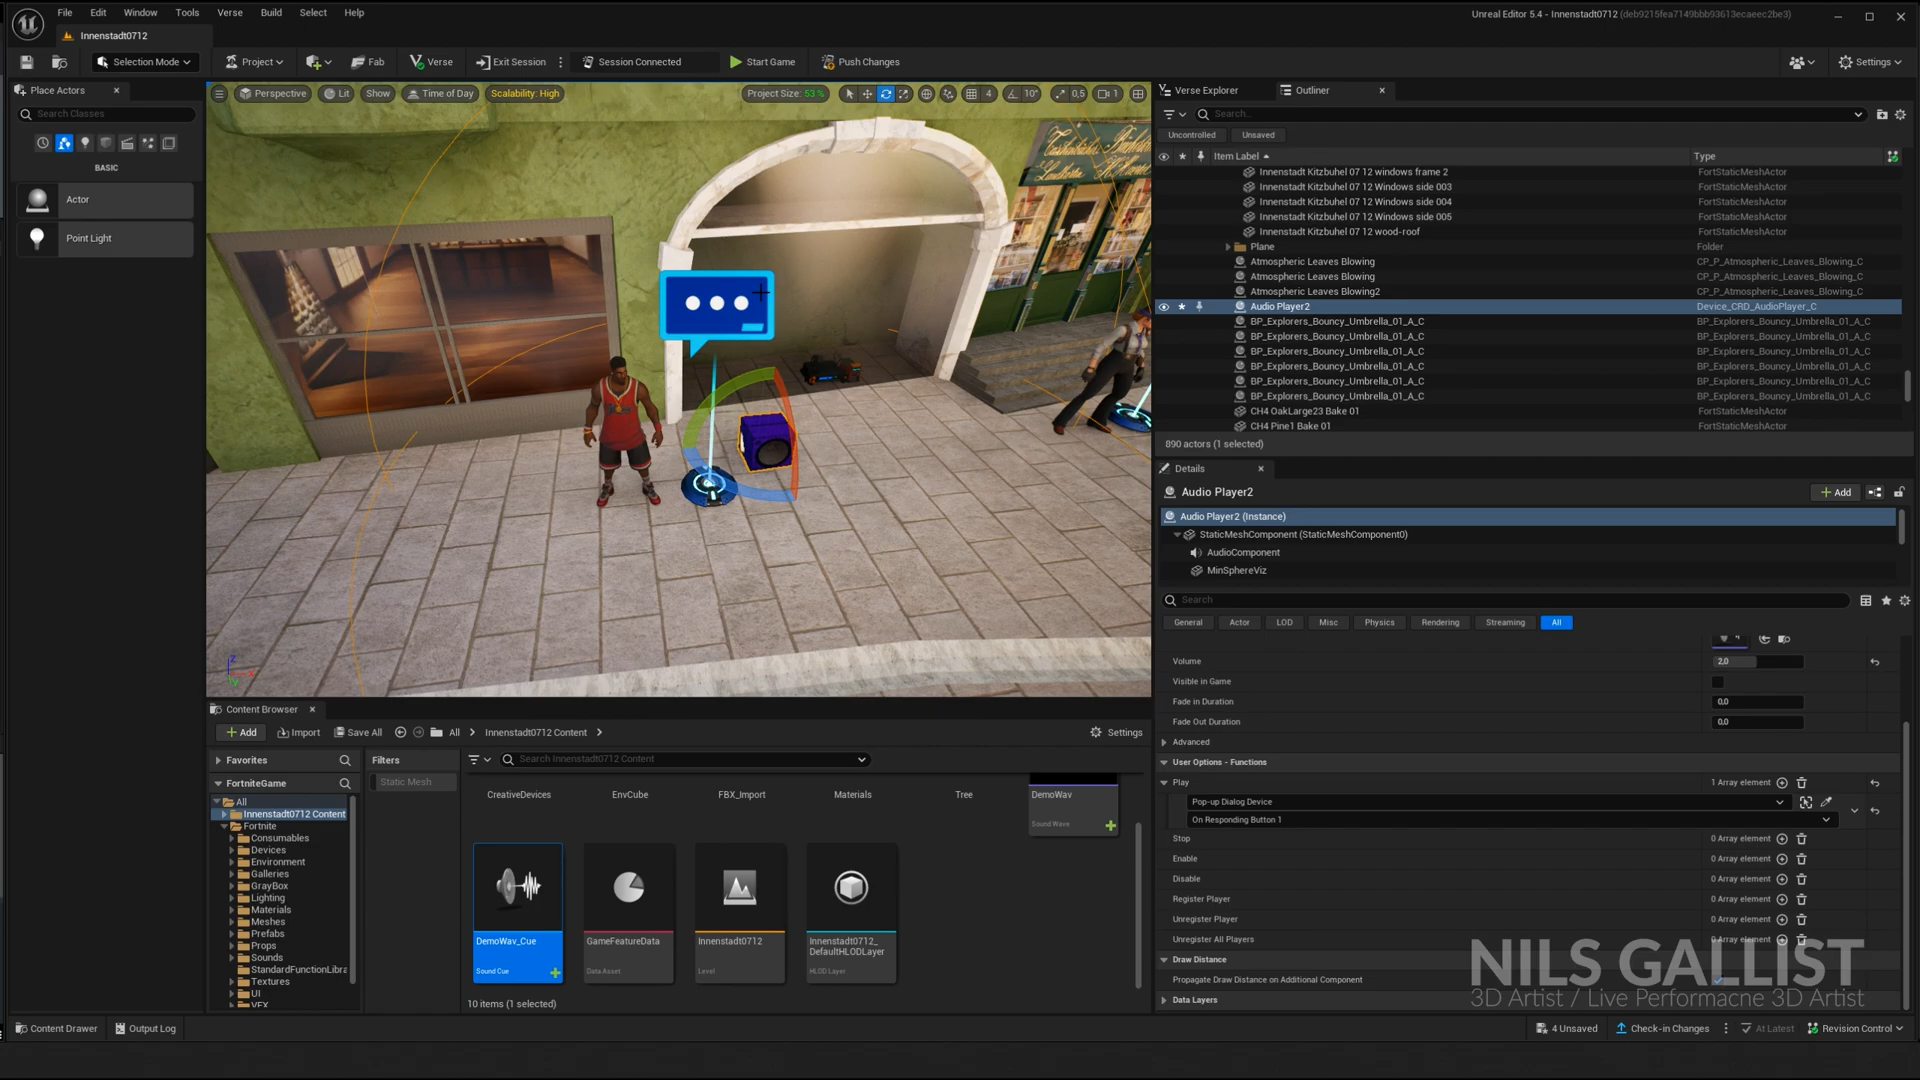 File Edit Window Tools Verse Build Select Help
Unreal Editor 5.4 - Innenstadt0712 (deb9215fea7149bbb93613ecaeec2be3)
Innenstadt0712
Selection Mode
Project
Fab
Verse
Exit Session
Session Connected
Start Game
Push Changes
Settings
Place Actors
Search Classes
BASIC
Actor
Point Light
Perspective
Lit
Show
Time of Day
Scalability: High
Project Size: 53 %
4
10°
0,5
1
Verse Explorer
Outliner
Search...
Uncontrolled
Unsaved
Item Label
Type
Innenstadt Kitzbuhel 07 12 windows frame 2 FortStaticMeshActor
Innenstadt Kitzbuhel 07 12 Windows side 003 FortStaticMeshActor
Innenstadt Kitzbuhel 07 12 Windows side 004 FortStaticMeshActor
Innenstadt Kitzbuhel 07 12 Windows side 005 FortStaticMeshActor
Innenstadt Kitzbuhel 07 12 wood-roof FortStaticMeshActor
Plane Folder
Atmospheric Leaves Blowing CP_P_Atmospheric_Leaves_Blowing_C
Atmospheric Leaves Blowing CP_P_Atmospheric_Leaves_Blowing_C
Atmospheric Leaves Blowing2 CP_P_Atmospheric_Leaves_Blowing_C
Audio Player2 Device_CRD_AudioPlayer_C
BP_Explorers_Bouncy_Umbrella_01_A_C BP_Explorers_Bouncy_Umbrella_01_A_C
BP_Explorers_Bouncy_Umbrella_01_A_C BP_Explorers_Bouncy_Umbrella_01_A_C
BP_Explorers_Bouncy_Umbrella_01_A_C BP_Explorers_Bouncy_Umbrella_01_A_C
BP_Explorers_Bouncy_Umbrella_01_A_C BP_Explorers_Bouncy_Umbrella_01_A_C
BP_Explorers_Bouncy_Umbrella_01_A_C BP_Explorers_Bouncy_Umbrella_01_A_C
BP_Explorers_Bouncy_Umbrella_01_A_C BP_Explorers_Bouncy_Umbrella_01_A_C
CH4 OakLarge23 Bake 01 FortStaticMeshActor
CH4 Pine1 Bake 01 FortStaticMeshActor
890 actors (1 selected)
Details
Audio Player2
Add
Audio Player2 (Instance)
StaticMeshComponent (StaticMeshComponent0)
AudioComponent
MinSphereViz
Search
General Actor LOD Misc Physics Rendering Streaming All
Volume 2,0
Visible in Game
Fade in Duration 0,0
Fade Out Duration 0,0
Advanced
User Options - Functions
Play 1 Array element
Pop-up Dialog Device
On Responding Button 1
Stop 0 Array element
Enable 0 Array element
Disable 0 Array element
Register Player 0 Array element
Unregister Player 0 Array element
Unregister All Players 0 Array element
Draw Distance
Propagate Draw Distance on Additional Component
Data Layers
NILS GALLIST
3D Artist / Live Performacne 3D Artist
Content Browser
Add
Import
Save All
All
Innenstadt0712 Content
Settings
Favorites
FortniteGame
All
Innenstadt0712 Content
Fortnite
Consumables
Devices
Environment
Galleries
GrayBox
Lighting
Materials
Meshes
Prefabs
Props
Sounds
StandardFunctionLibra
Textures
UI
VFX
Filters
Static Mesh
Search Innenstadt0712 Content
CreativeDevices
EnvCube
FBX_Import
Materials
Tree
DemoWav
Sound Wave
DemoWav_Cue
Sound Cue
GameFeatureData
Data Asset
Innenstadt0712
Level
Innenstadt0712_
DefaultHLODLayer
HLOD Layer
10 items (1 selected)
Content Drawer
Output Log
4 Unsaved
Check-in Changes
At Latest
Revision Control